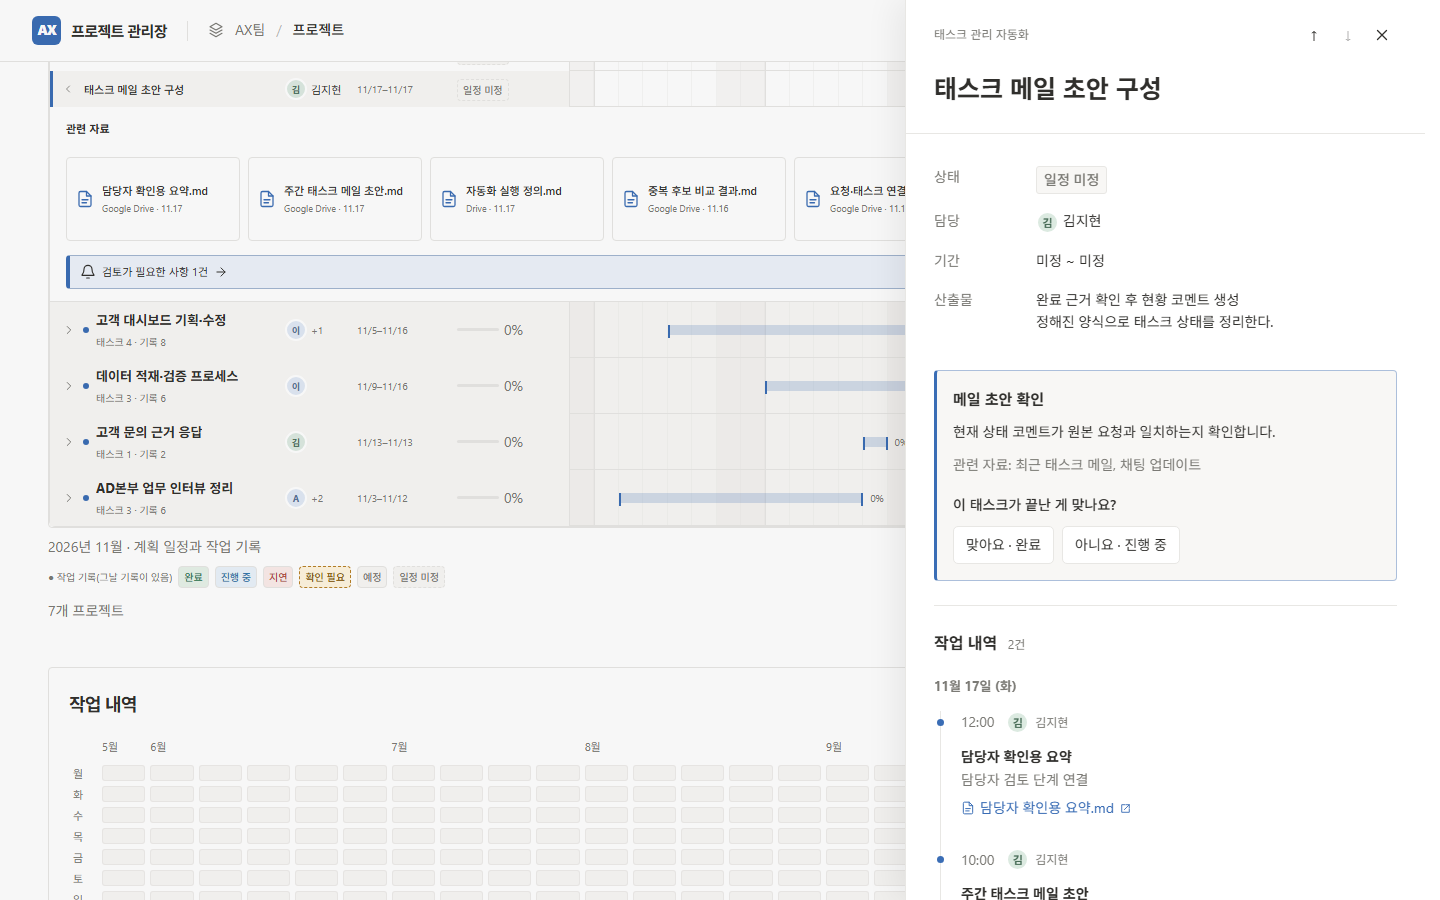 AX 프로젝트 관리장 AX팀 / 프로젝트
태스크 메일 초안 구성 김 김지현 11/17–11/17 일정 미정
관련 자료
담당자 확인용 요약.md
Google Drive · 11.17
주간 태스크 메일 초안.md
Google Drive · 11.17
자동화 실행 정의.md
Drive · 11.17
중복 후보 비교 결과.md
Google Drive · 11.16
요청·태스크 연결
Google Drive · 11.1
검토가 필요한 사항 1건 →
고객 대시보드 기획·수정
태스크 4 · 기록 8
이 +1 11/5–11/16 0%
데이터 적재·검증 프로세스
태스크 3 · 기록 6
이 11/9–11/16 0%
고객 문의 근거 응답
태스크 1 · 기록 2
김 11/13–11/13 0% 0%
AD본부 업무 인터뷰 정리
태스크 3 · 기록 6
A +2 11/3–11/12 0% 0%
2026년 11월 · 계획 일정과 작업 기록
● 작업 기록(그날 기록이 있음) 완료 진행 중 지연 확인 필요 예정 일정 미정
7개 프로젝트
작업 내역
5월 6월 7월 8월 9월
월
화
수
목
금
토
일
태스크 관리 자동화 ↑ ↓
태스크 메일 초안 구성
상태 일정 미정
담당 김 김지현
기간 미정 ~ 미정
산출물 완료 근거 확인 후 현황 코멘트 생성
정해진 양식으로 태스크 상태를 정리한다.
메일 초안 확인
현재 상태 코멘트가 원본 요청과 일치하는지 확인합니다.
관련 자료: 최근 태스크 메일, 채팅 업데이트
이 태스크가 끝난 게 맞나요?
맞아요 · 완료 아니요 · 진행 중
작업 내역 2건
11월 17일 (화)
12:00 김 김지현
담당자 확인용 요약
담당자 검토 단계 연결
담당자 확인용 요약.md
10:00 김 김지현
주간 태스크 메일 초안